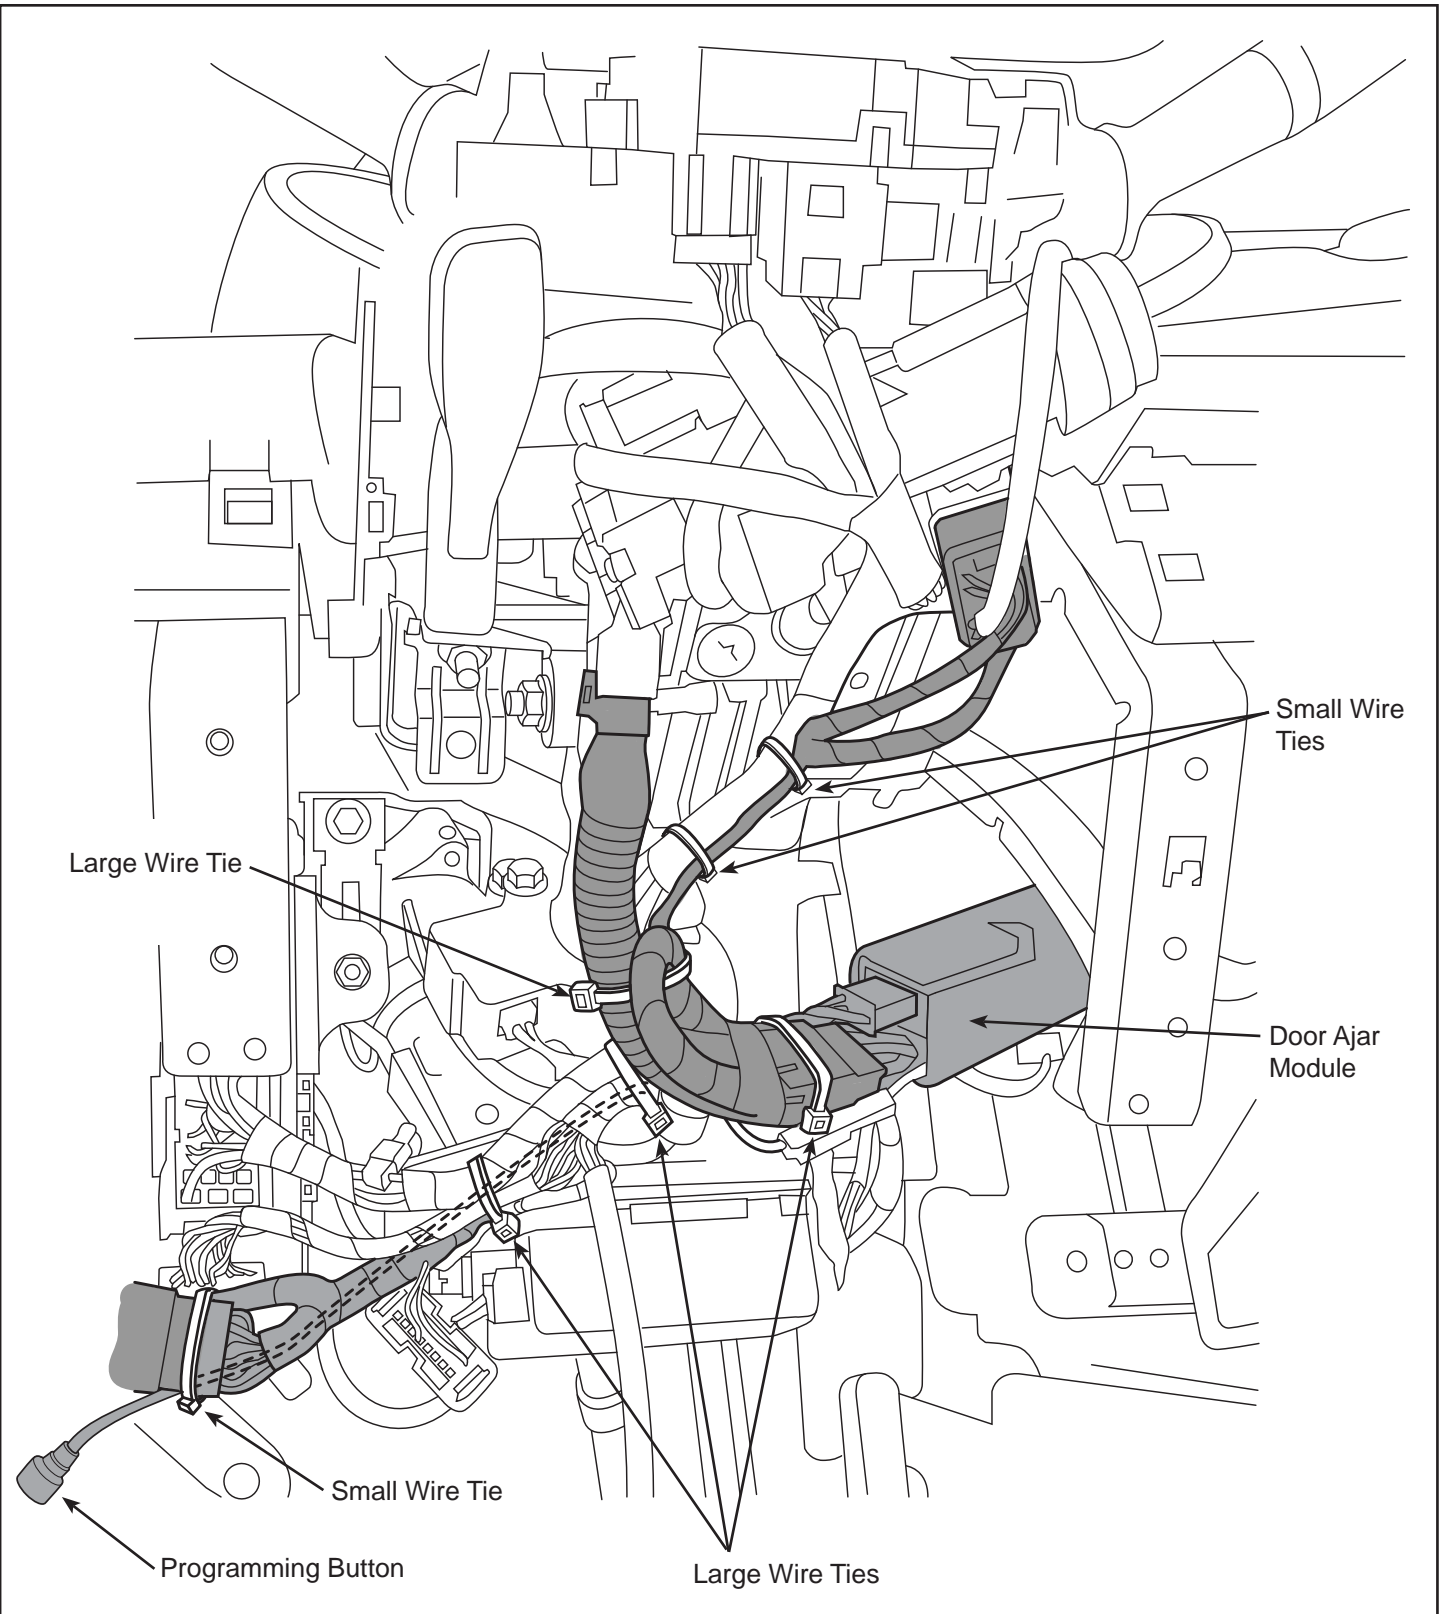 Small Wire
Ties
Large Wire Tie
Door Ajar
Module
Small Wire Tie
Programming Button
Large Wire Ties